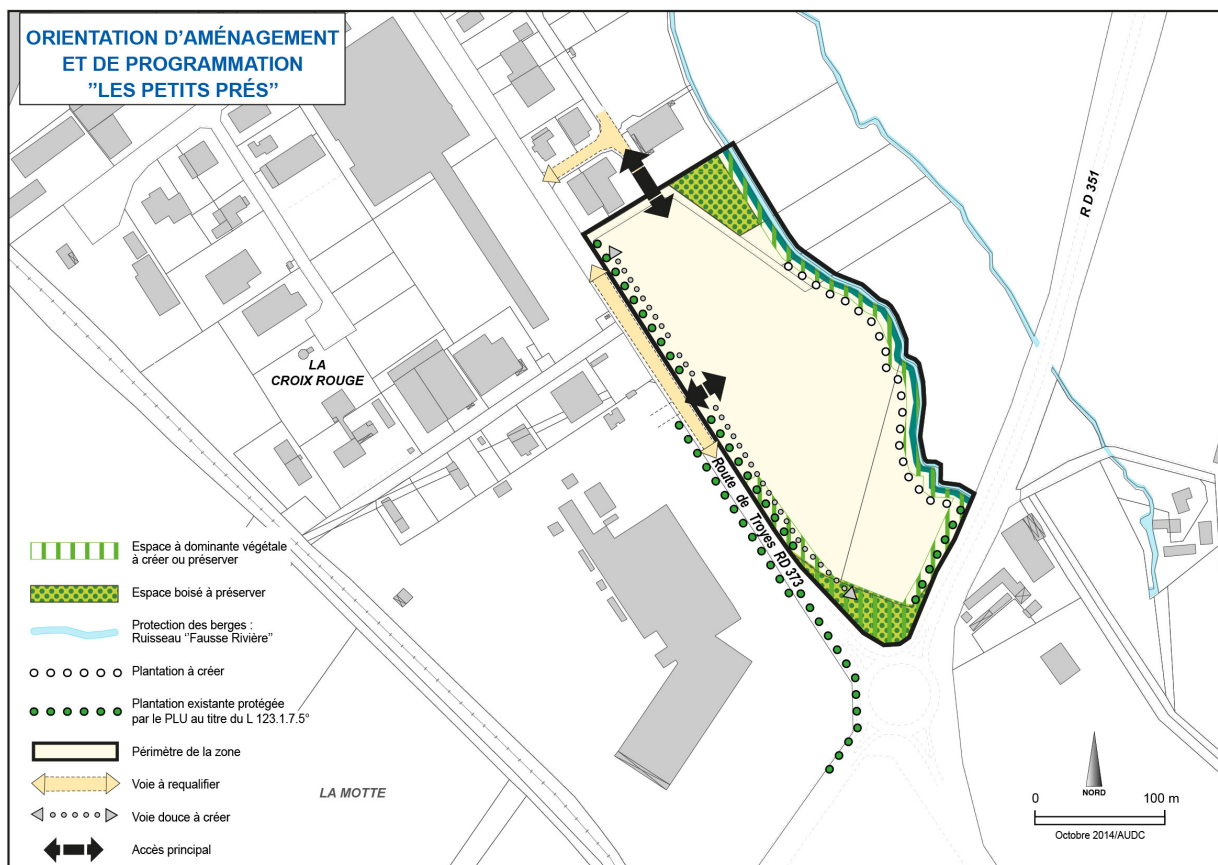 ORIENTATION D’AMÉNAGEMENT
ET DE PROGRAMMATION
”LES PETITS PRÉS”
R D 351
LA
CROIX ROUGE
Route de Troyes RD 373
Espace à dominante végétale
à créer ou préserver
Espace boisé à préserver
Protection des berges :
Ruisseau ‘’Fausse Rivière’’
Plantation à créer
Plantation existante protégée
par le PLU au titre du L 123.1.7.5°
Périmètre de la zone
Voie à requalifier
Voie douce à créer
Accès principal
LA MOTTE
NORD
0 100 m
Octobre 2014/AUDC